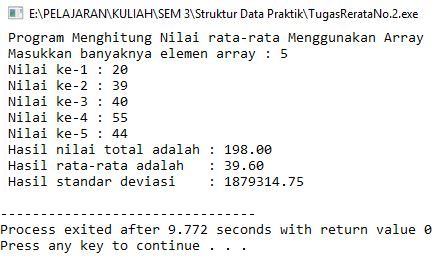 E:\PELAJARAN\KULIAH\SEM 3\Struktur Data Praktik\TugasRerataNo.2.exe
Program Menghitung Nilai rata-rata Menggunakan Array
Masukkan banyaknya elemen array : 5
Nilai ke-1 : 20
Nilai ke-2 : 39
Nilai ke-3 : 40
Nilai ke-4 : 55
Nilai ke-5 : 44
Hasil nilai total adalah : 198.00
Hasil rata-rata adalah   : 39.60
Hasil standar deviasi    : 1879314.75
--------------------------------
Process exited after 9.772 seconds with return value 0
Press any key to continue . . .